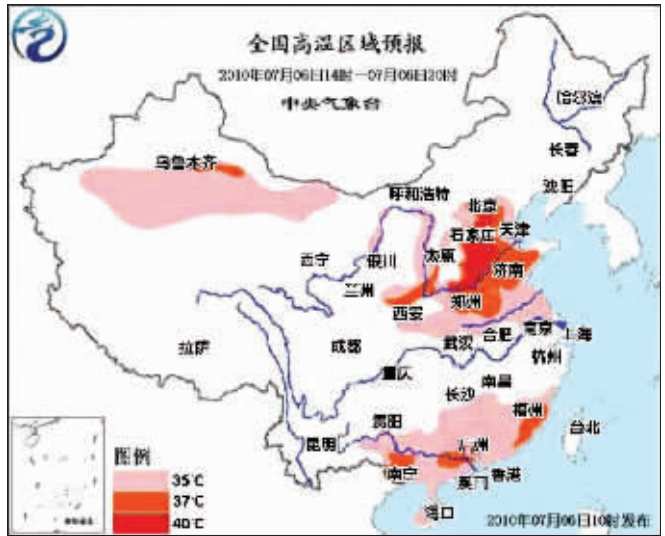 全国高温区域预报
2010年07月06日14时—07月06日20时
中央气象台
哈尔滨
长春
乌鲁木齐
沈阳
呼和浩特
北京
石家庄 天津
太原
西宁 银川
济南
兰州
西安 郑州
合肥 南京 上海
拉萨 成都 武汉
杭州
重庆
南昌
长沙
福州
贵阳
台北
昆明
广州
南宁 香港
澳门
海口
图例
35℃
37℃
40℃
2010年07月06日10时发布